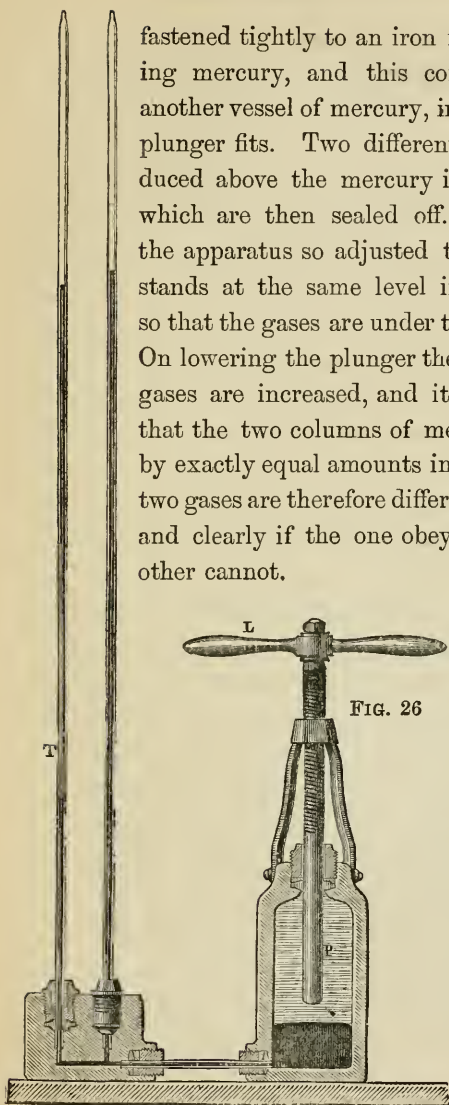 fastened tightly to an iron
ing mercury, and this co
another vessel of mercury, i
plunger fits. Two differen
duced above the mercury i
which are then sealed off.
the apparatus so adjusted t
stands at the same level i
so that the gases are under t
On lowering the plunger the
gases are increased, and it
that the two columns of me
by exactly equal amounts in
two gases are therefore differ
and clearly if the one obey
other cannot.
L
FIG. 26
T
P